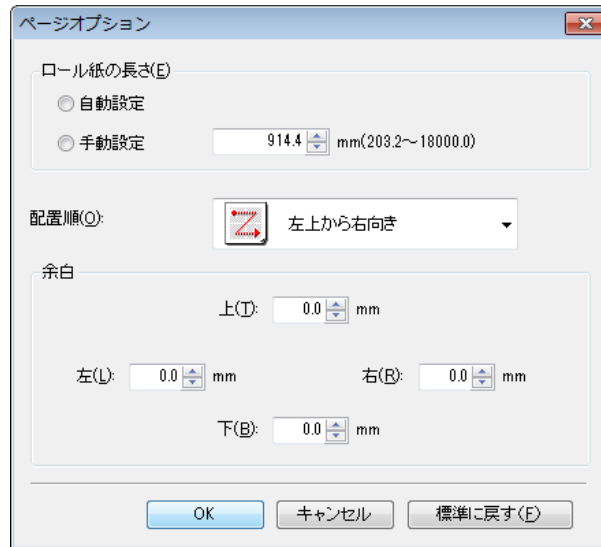 ページオプション
ロール紙の長さ(E)
自動設定
手動設定 914.4 mm(203.2～18000.0)
配置順(O): 左上から右向き
余白
上(T): 0.0 mm
左(L): 0.0 mm 右(R): 0.0 mm
下(B): 0.0 mm
OK キャンセル 標準に戻す(F)